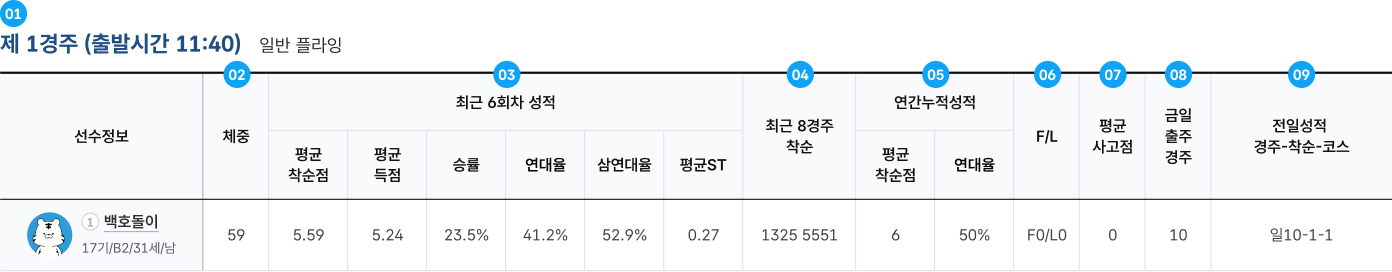 01
제 1경주 (출발시간 11:40) 일반 플라잉
02 03 04 05 06 07 08 09
선수정보 체중 최근 6회차 성적 최근 8경주 착순 연간누적성적 F/L 평균 사고점 금일 출주 경주 전일성적 경주-착순-코스
평균 착순점 평균 득점 승률 연대율 삼연대율 평균ST 평균 착순점 연대율
1 백호돌이
17기/B2/31세/남
59 5.59 5.24 23.5% 41.2% 52.9% 0.27 1325 5551 6 50% F0/L0 0 10 일10-1-1